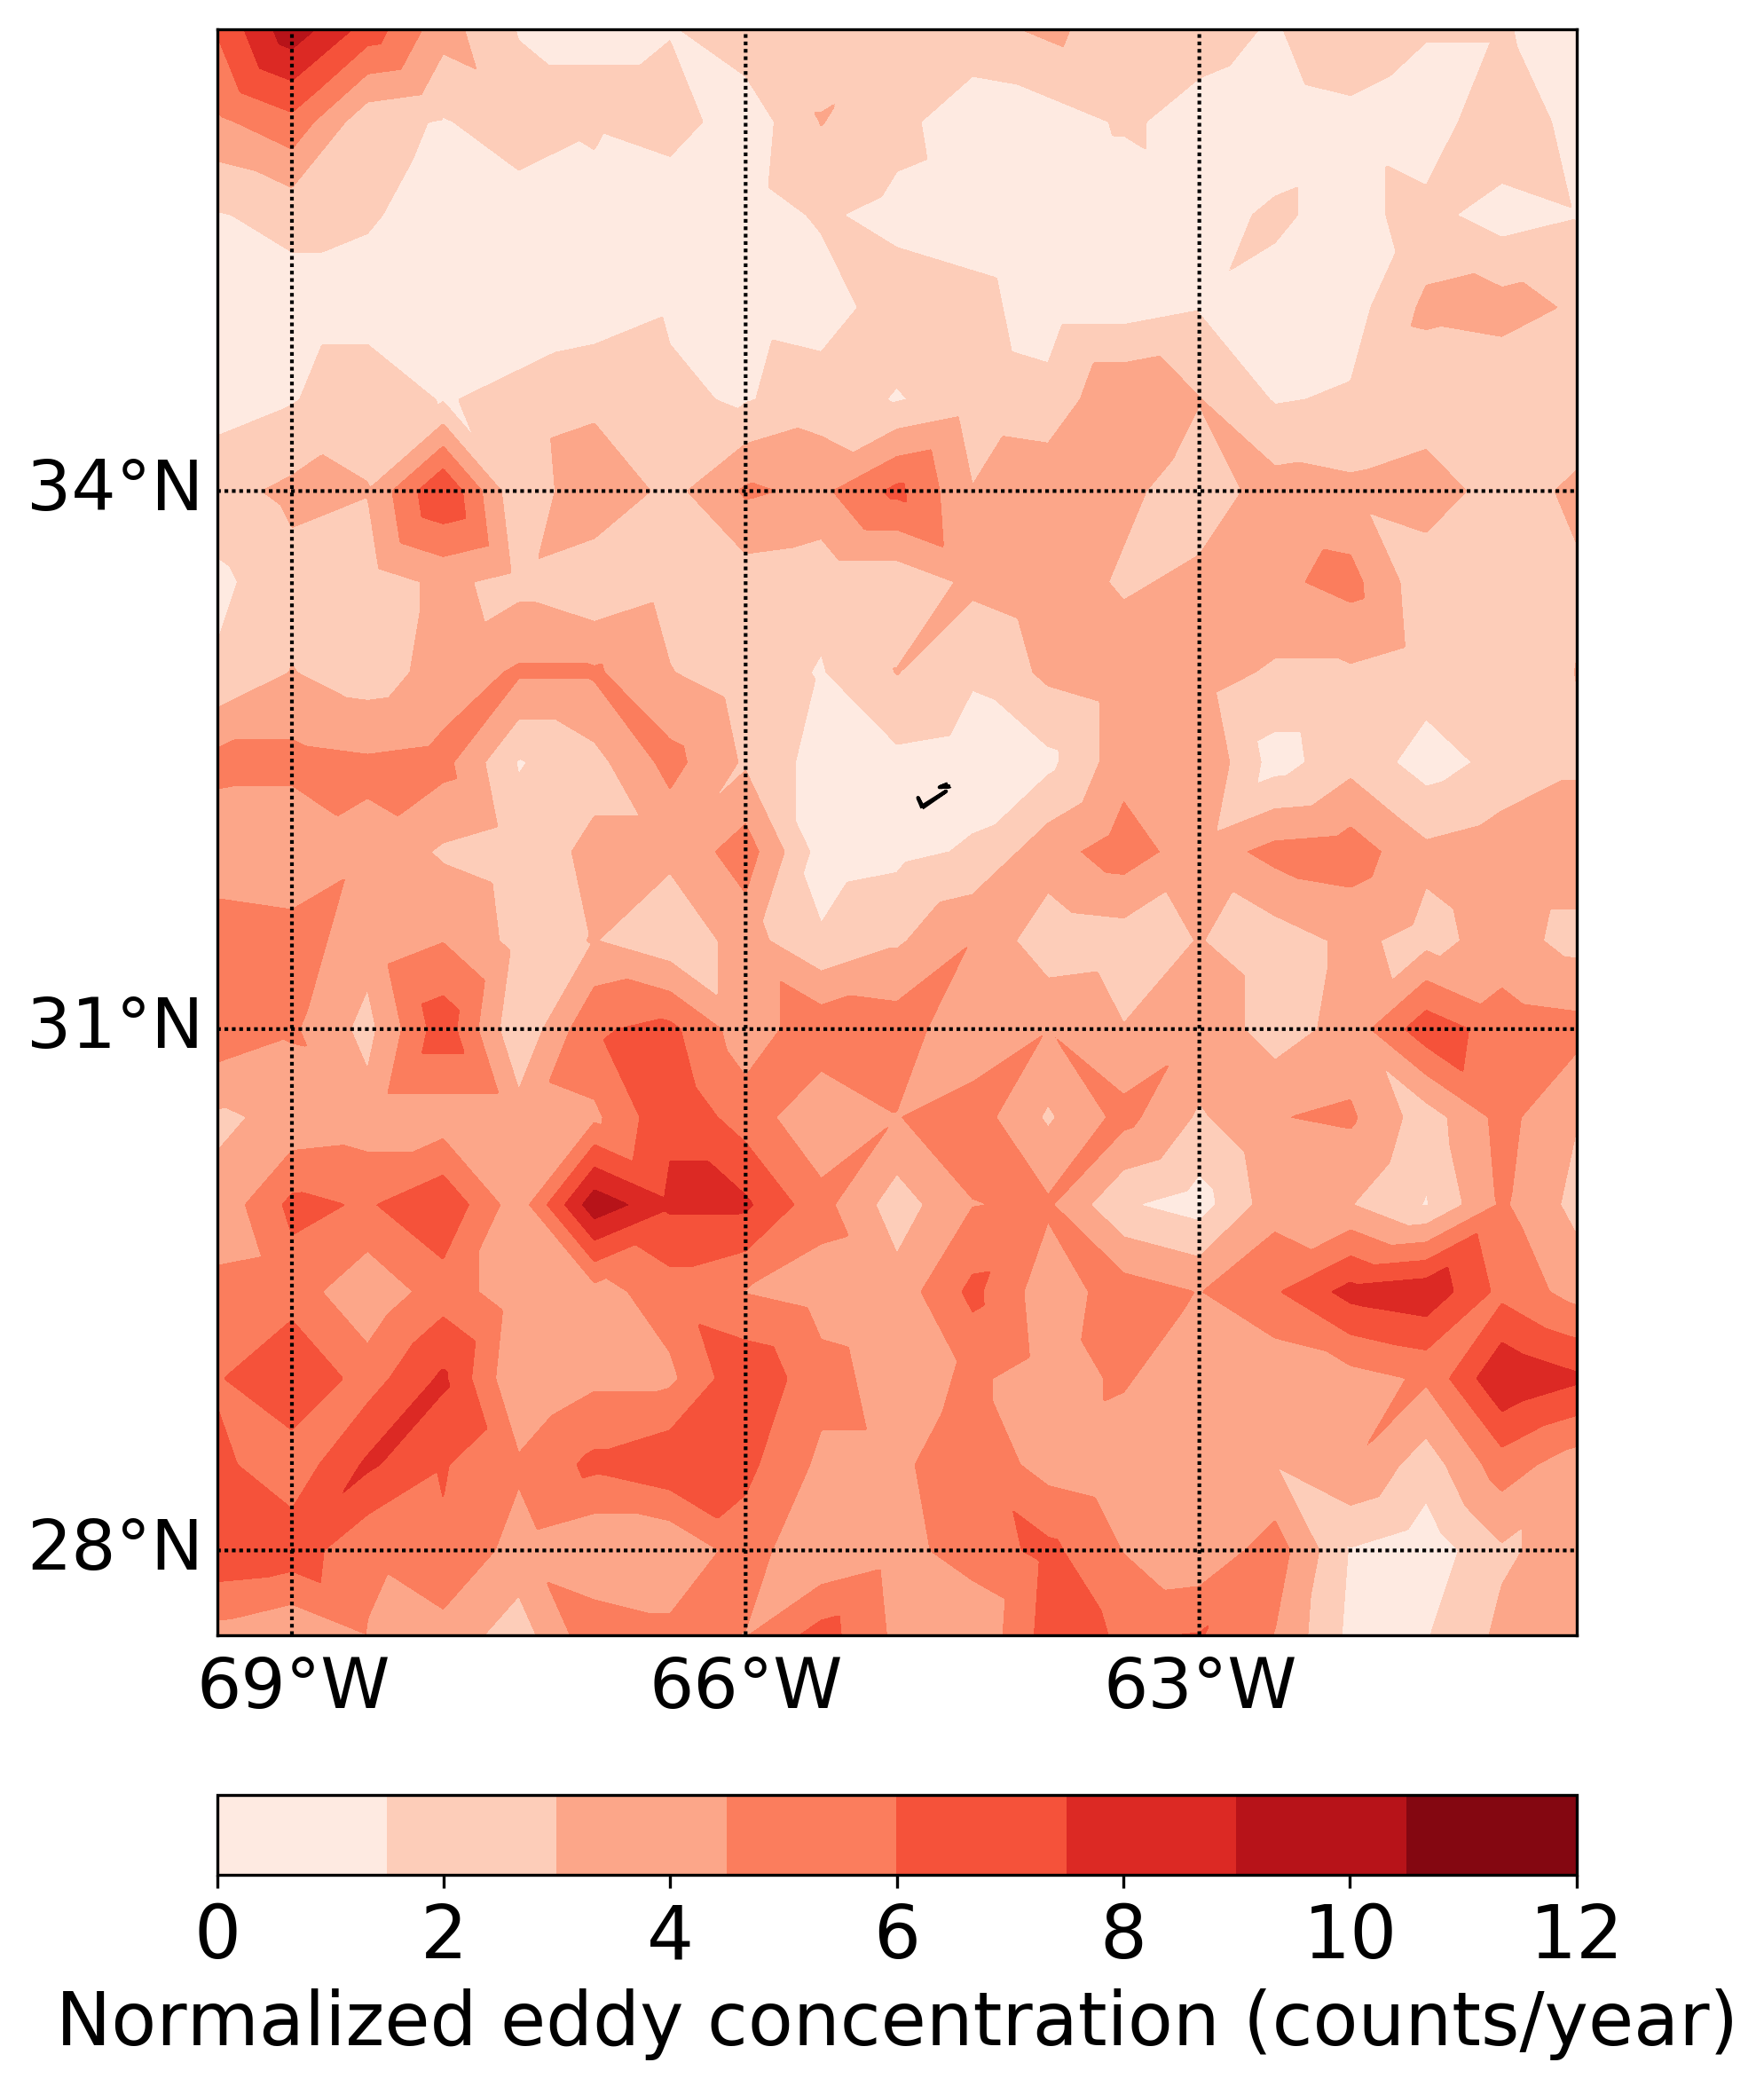 34°N
31°N
28°N
69°W 66°W 63°W
0 2 4 6 8 10 12
Normalized eddy concentration (counts/year)